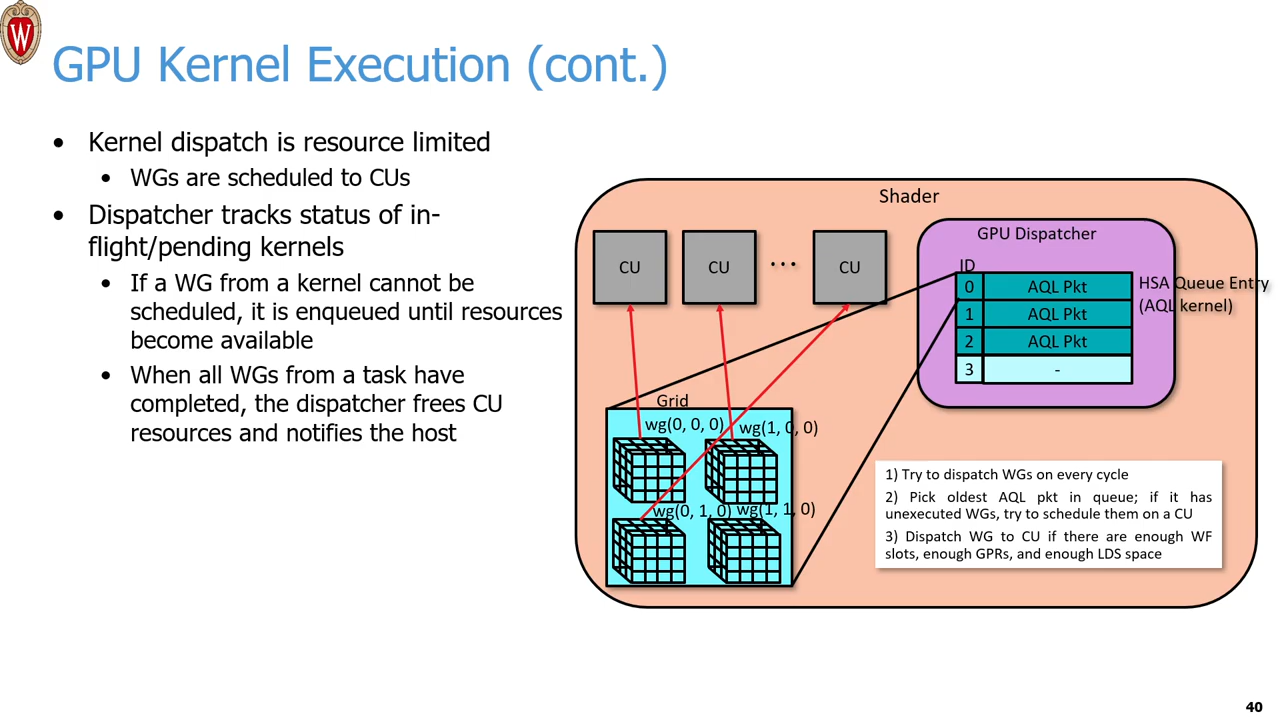 GPU Kernel Execution (cont.)
• Kernel dispatch is resource limited
• WGs are scheduled to CUs
• Dispatcher tracks status of in-
flight/pending kernels
• If a WG from a kernel cannot be
scheduled, it is enqueued until resources
become available
• When all WGs from a task have
completed, the dispatcher frees CU
resources and notifies the host
Shader
CU
CU
...
CU
GPU Dispatcher
ID
0 AQL Pkt
1 AQL Pkt
2 AQL Pkt
3 -
HSA Queue Entry
(AQL kernel)
Grid
wg(0, 0, 0)
wg(1, 0, 0)
wg(0, 1, 0)
wg(1, 1, 0)
1) Try to dispatch WGs on every cycle
2) Pick oldest AQL pkt in queue; if it has
unexecuted WGs, try to schedule them on a CU
3) Dispatch WG to CU if there are enough WF
slots, enough GPRs, and enough LDS space
W
40